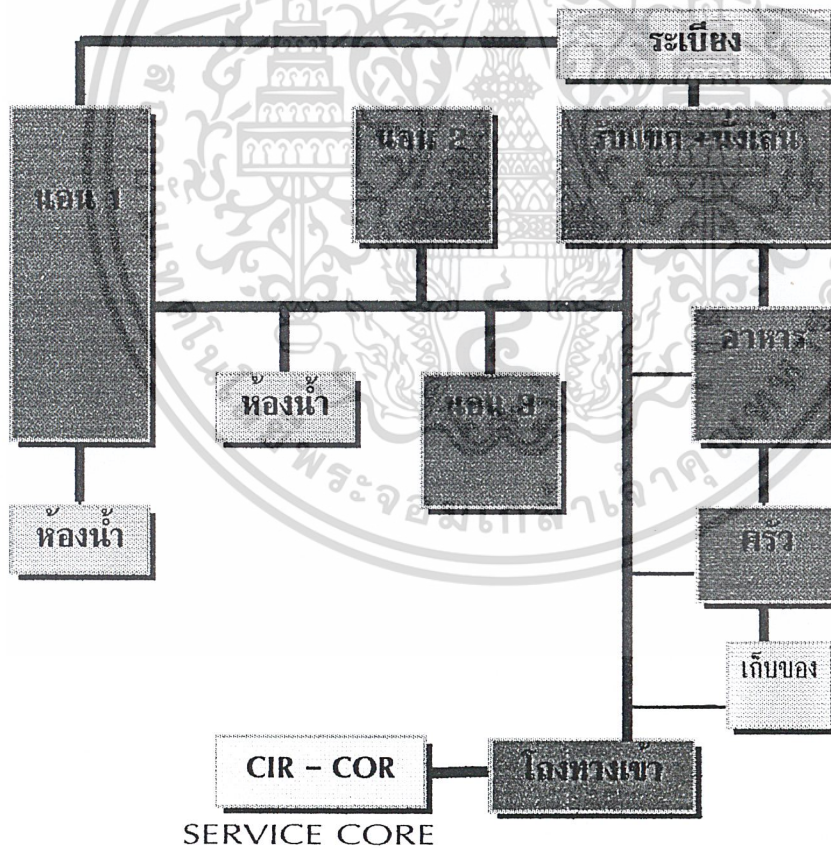 ระเบียง
นอน 1
นอน 2
รับแขก + นั่งเล่น
อาหาร
ห้องน้ำ
นอน 3
ห้องน้ำ
ครัว
เก็บของ
CIR - COR
โถงทางเข้า
SERVICE CORE